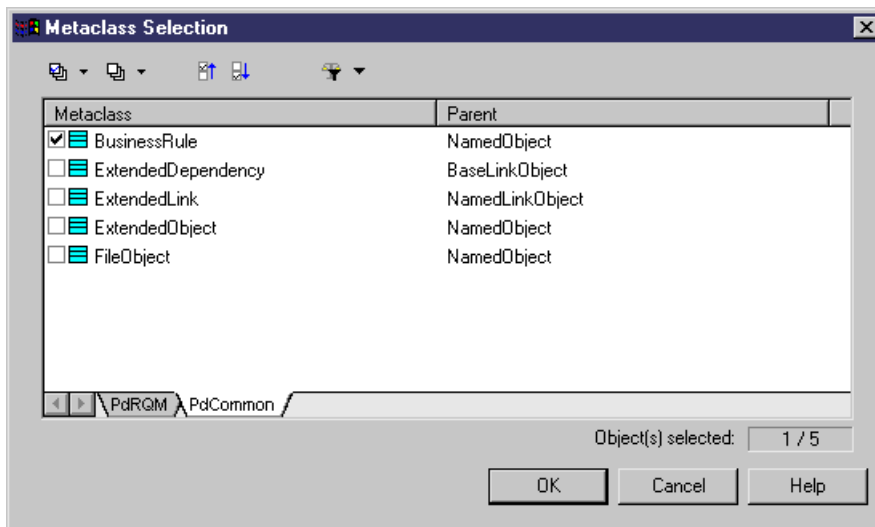 Metaclass Selection
Metaclass Parent
BusinessRule NamedObject
ExtendedDependency BaseLinkObject
ExtendedLink NamedLinkObject
ExtendedObject NamedObject
FileObject NamedObject
PdRQM PdCommon
Object(s) selected: 1 / 5
OK Cancel Help